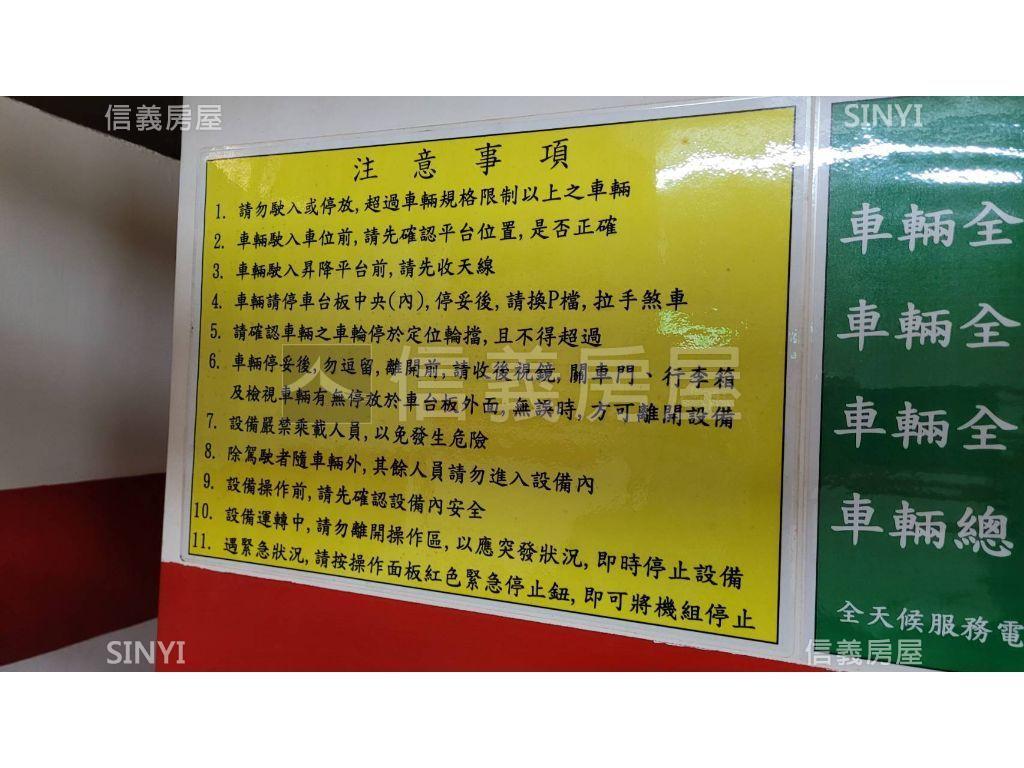 信義房屋
SINYI
注意事項
1. 請勿駛入或停放,超過車輛規格限制以上之車輛
2. 車輛駛入車位前,請先確認平台位置,是否正確
3. 車輛駛入昇降平台前,請先收天線
4. 車輛請停車台板中央(內),停妥後,請換P檔,拉手煞車
5. 請確認車輛之車輪停於定位輪擋,且不得超過
6. 車輛停妥後,勿逗留,離開前,請收後視鏡,關車門、行李箱
及檢視車輛有無停放於車台板外面,無誤時,方可離開設備
7. 設備嚴禁乘載人員,以免發生危險
8. 除駕駛者隨車輛外,其餘人員請勿進入設備內
9. 設備操作前,請先確認設備內安全
10. 設備運轉中,請勿離開操作區,以應突發狀況,即時停止設備
11. 遇緊急狀況,請按操作面板紅色緊急停止鈕,即可將機組停止
信義房屋
車輛全
車輛全
車輛全
車輛總
全天候服務電
SINYI
信義房屋